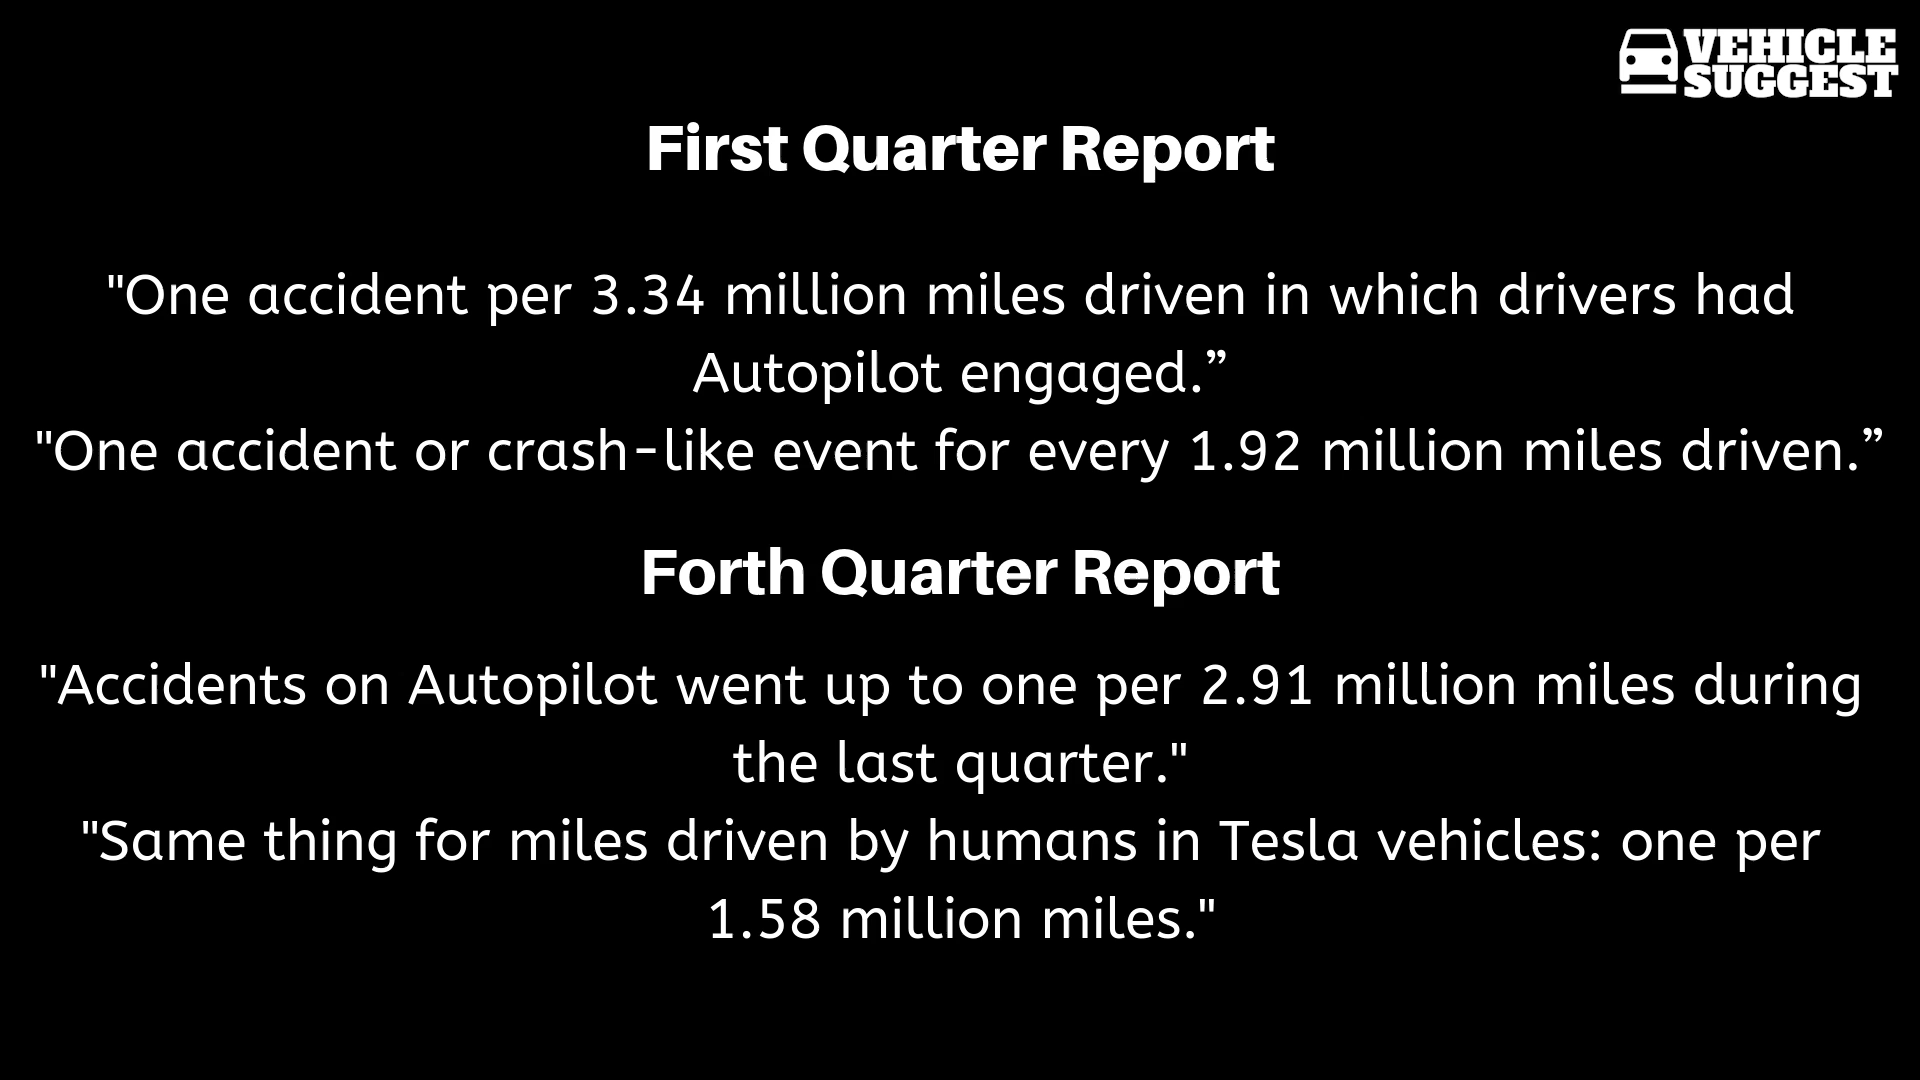 VEHICLE
SUGGEST
First Quarter Report
"One accident per 3.34 million miles driven in which drivers had
Autopilot engaged.”
"One accident or crash-like event for every 1.92 million miles driven.”
Forth Quarter Report
"Accidents on Autopilot went up to one per 2.91 million miles during
the last quarter."
"Same thing for miles driven by humans in Tesla vehicles: one per
1.58 million miles."